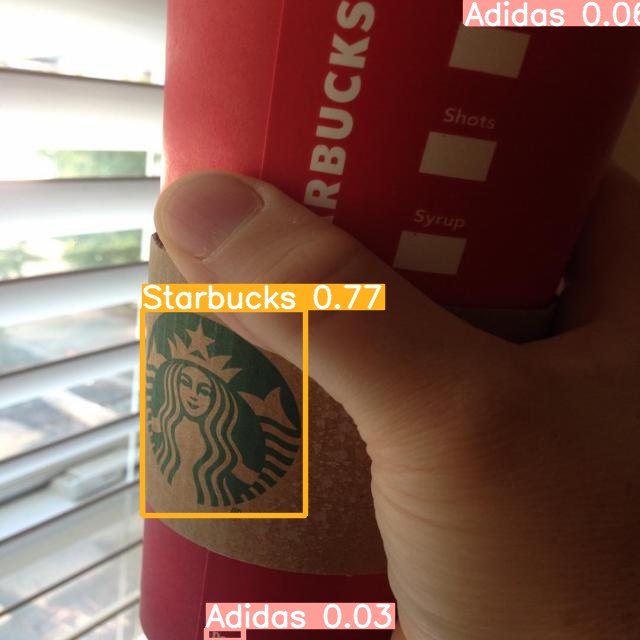 Adidas 0.06
STARBUCKS
Shots
Syrup
Starbucks 0.77
Adidas 0.03